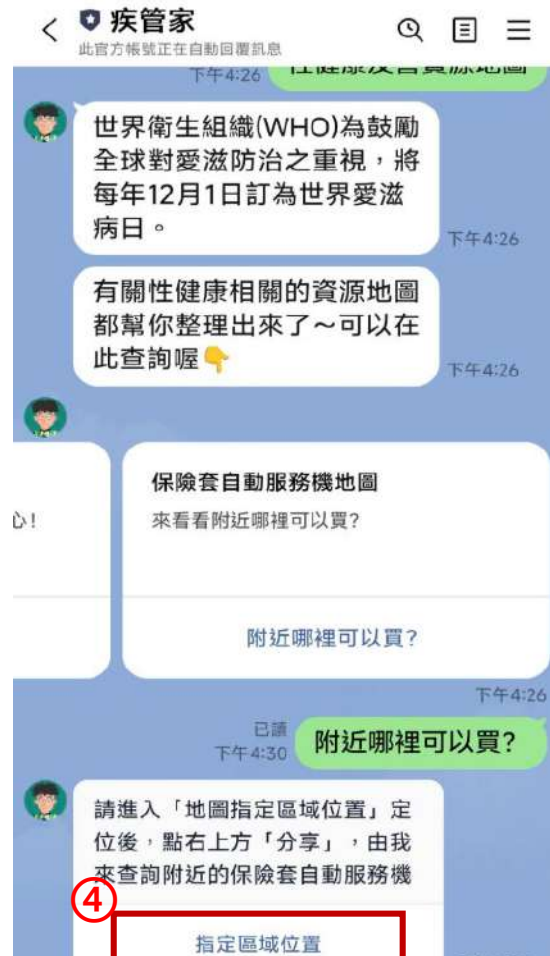 疾管家
此官方帳號正在自動回覆訊息
下午4:26
世界衛生組織(WHO)為鼓勵
全球對愛滋防治之重視，將
每年12月1日訂為世界愛滋
病日。
下午4:26
有關性健康相關的資源地圖
都幫你整理出來了～可以在
此查詢喔👇
下午4:26
心!
保險套自動服務機地圖
來看看附近哪裡可以買?
附近哪裡可以買?
下午4:26
已讀
下午4:30
附近哪裡可以買?
請進入「地圖指定區域位置」定
位後，點右上方「分享」，由我
來查詢附近的保險套自動服務機
④
指定區域位置